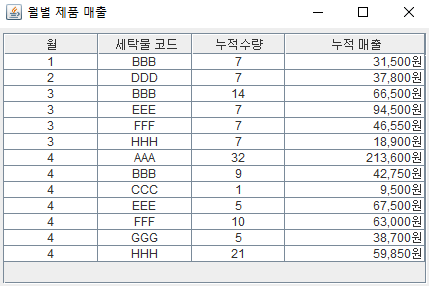 월별 제품 매출
월 세탁물 코드 누적수량 누적 매출
1 BBB 7 31,500원
2 DDD 7 37,800원
3 BBB 14 66,500원
3 EEE 7 94,500원
3 FFF 7 46,550원
3 HHH 7 18,900원
4 AAA 32 213,600원
4 BBB 9 42,750원
4 CCC 1 9,500원
4 EEE 5 67,500원
4 FFF 10 63,000원
4 GGG 5 38,700원
4 HHH 21 59,850원